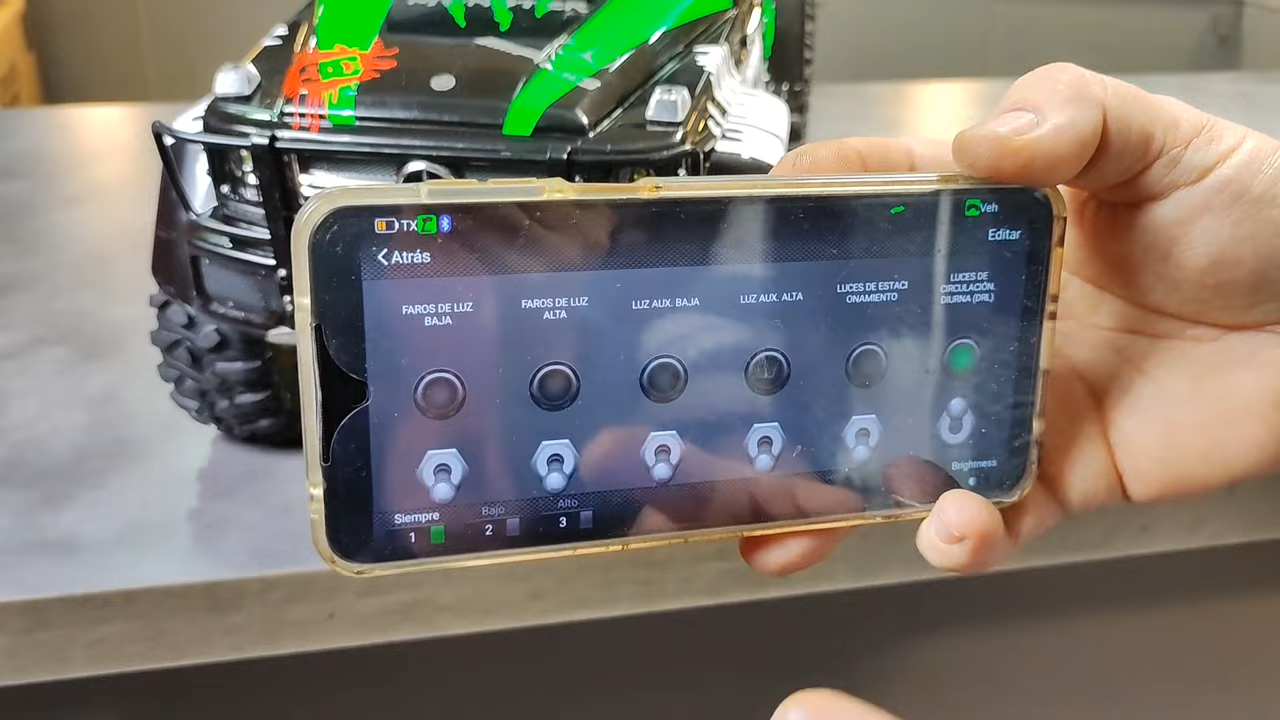 TX
Veh
Atrás
Editar
FAROS DE LUZ
BAJA
FAROS DE LUZ
ALTA
LUZ AUX. BAJA
LUZ AUX. ALTA
LUCES DE ESTACI
ONAMIENTO
LUCES DE
CIRCULACIÓN
DIURNA (DRL)
Brightness
Siempre
1
Bajo
2
Alto
3